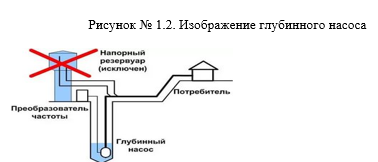 Рисунок № 1.2. Изображение глубинного насоса
Напорный
резервуар
(исключен)
Преобразователь
частоты
Потребитель
Глубинный
насос